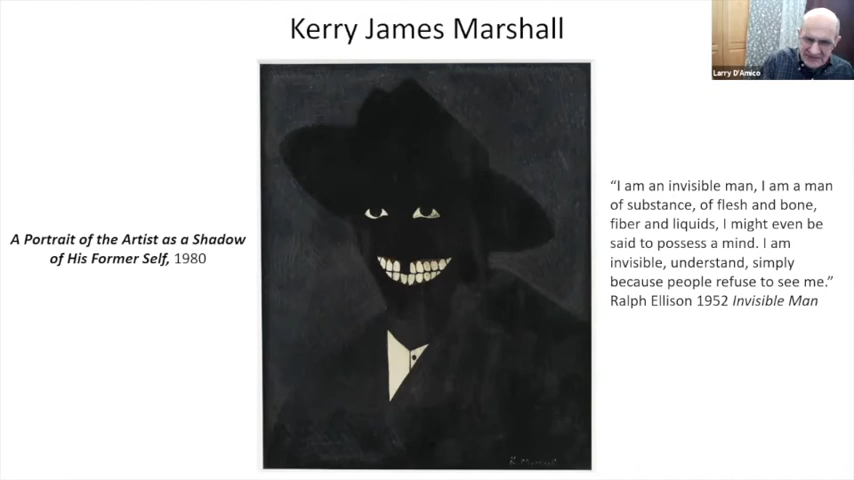 Kerry James Marshall
Larry D'Amico
A Portrait of the Artist as a Shadow
of His Former Self, 1980
“I am an invisible man, I am a man
of substance, of flesh and bone,
fiber and liquids, I might even be
said to possess a mind. I am
invisible, understand, simply
because people refuse to see me.”
Ralph Ellison 1952 Invisible Man